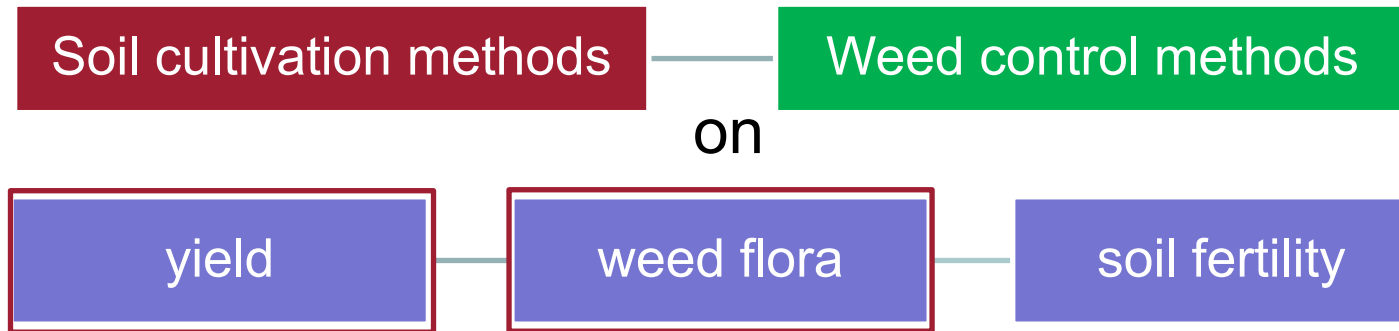 Soil cultivation methods
Weed control methods
on
yield
weed flora
soil fertility